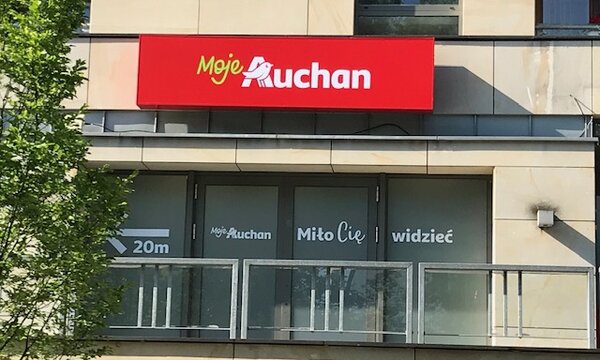 Moje Auchan
20m
Moje Auchan
Miło Cię widzieć